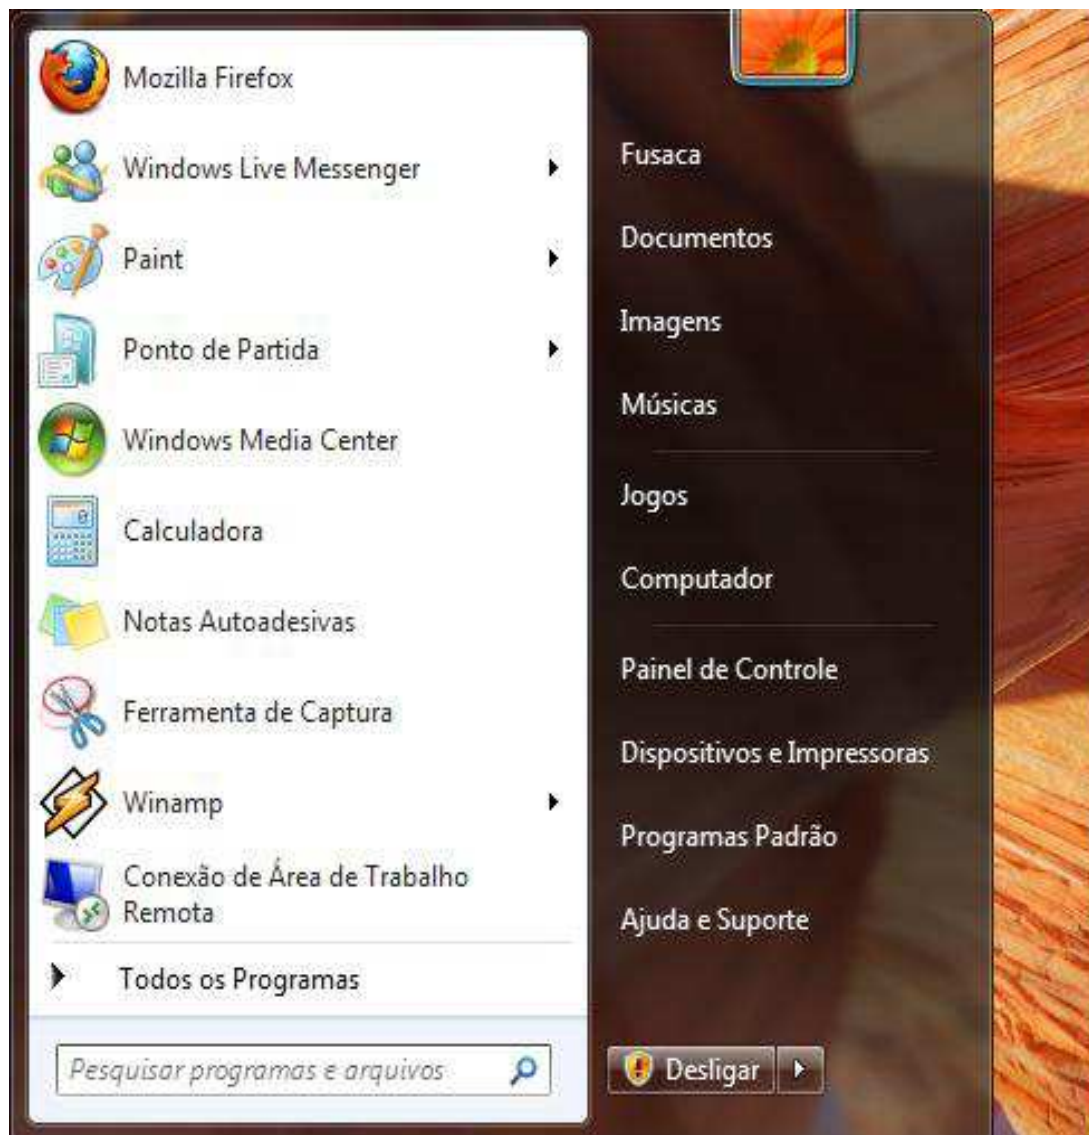 Mozilla Firefox
Windows Live Messenger
Paint
Ponto de Partida
Windows Media Center
Calculadora
Notas Autoadesivas
Ferramenta de Captura
Winamp
Conexão de Área de Trabalho
Remota
Todos os Programas
Pesquisar programas e arquivos
Fusaca
Documentos
Imagens
Músicas
Jogos
Computador
Painel de Controle
Dispositivos e Impressoras
Programas Padrão
Ajuda e Suporte
Desligar